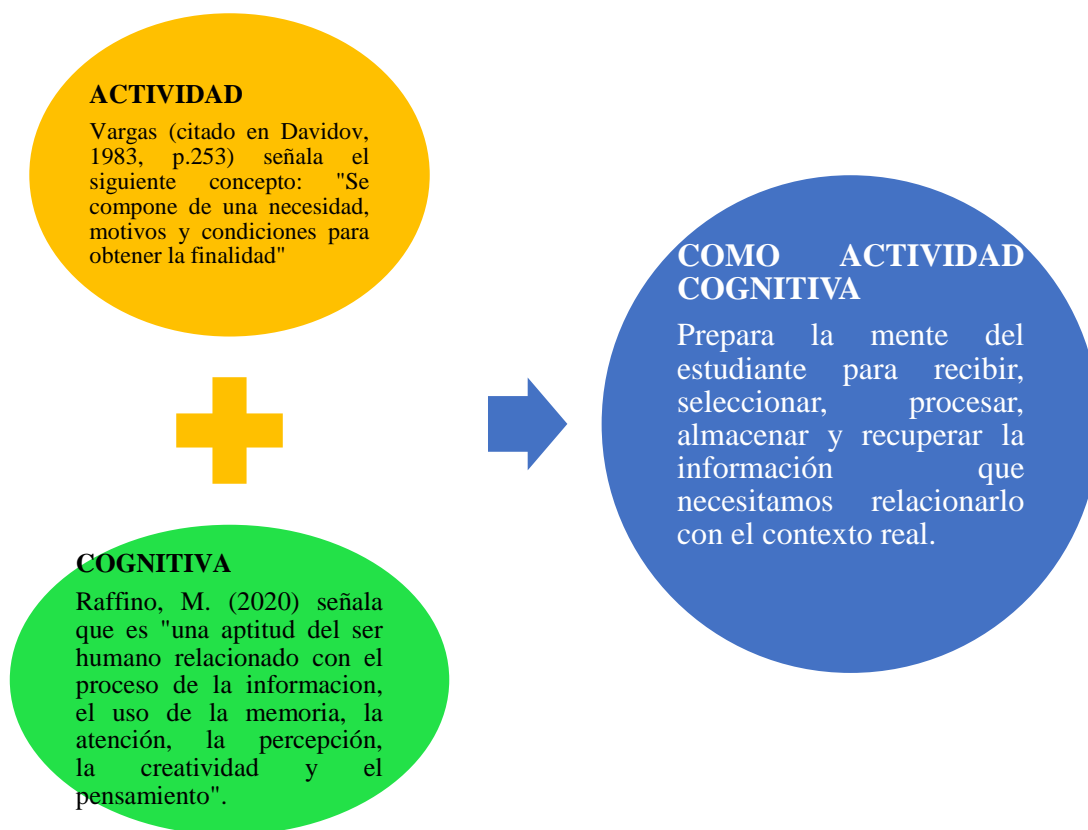 ACTIVIDAD
Vargas (citado en Davidov,
1983, p.253) señala el
siguiente concepto: "Se
compone de una necesidad,
motivos y condiciones para
obtener la finalidad"
COGNITIVA
Raffino, M. (2020) señala
que es "una aptitud del ser
humano relacionado con el
proceso de la informacion,
el uso de la memoria, la
atención, la percepción,
la creatividad y el
pensamiento".
COMO ACTIVIDAD
COGNITIVA
Prepara la mente del
estudiante para recibir,
seleccionar, procesar,
almacenar y recuperar la
información que
necesitamos relacionarlo
con el contexto real.